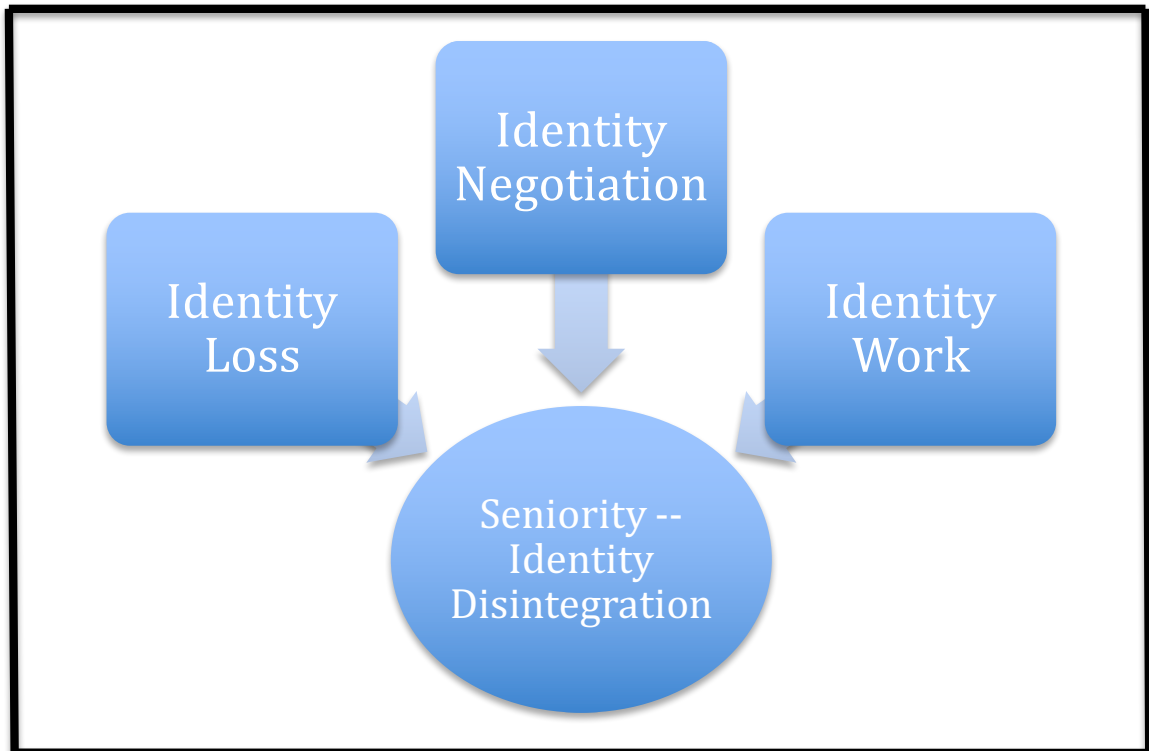 Identity
Negotiation
Identity
Loss
Identity
Work
Seniority --
Identity
Disintegration